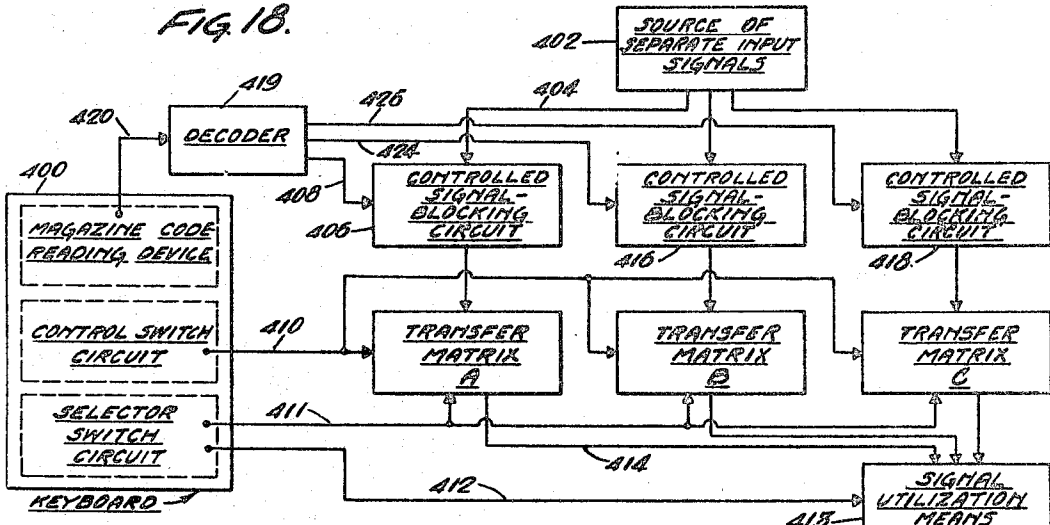 FIG. 18.
402
SOURCE OF
SEPARATE INPUT
SIGNALS
419
420
DECODER
426
404
424
408
400
MAGAZINE CODE
READING DEVICE
406
CONTROLLED
SIGNAL-
BLOCKING
CIRCUIT
CONTROLLED
SIGNAL-
BLOCKING
CIRCUIT
416
CONTROLLED
SIGNAL-
BLOCKING
CIRCUIT
418
CONTROL SWITCH
CIRCUIT
410
TRANSFER
MATRIX
A
TRANSFER
MATRIX
B
TRANSFER
MATRIX
C
SELECTOR
SWITCH
CIRCUIT
411
414
412
KEYBOARD
SIGNAL
UTILIZATION
MEANS